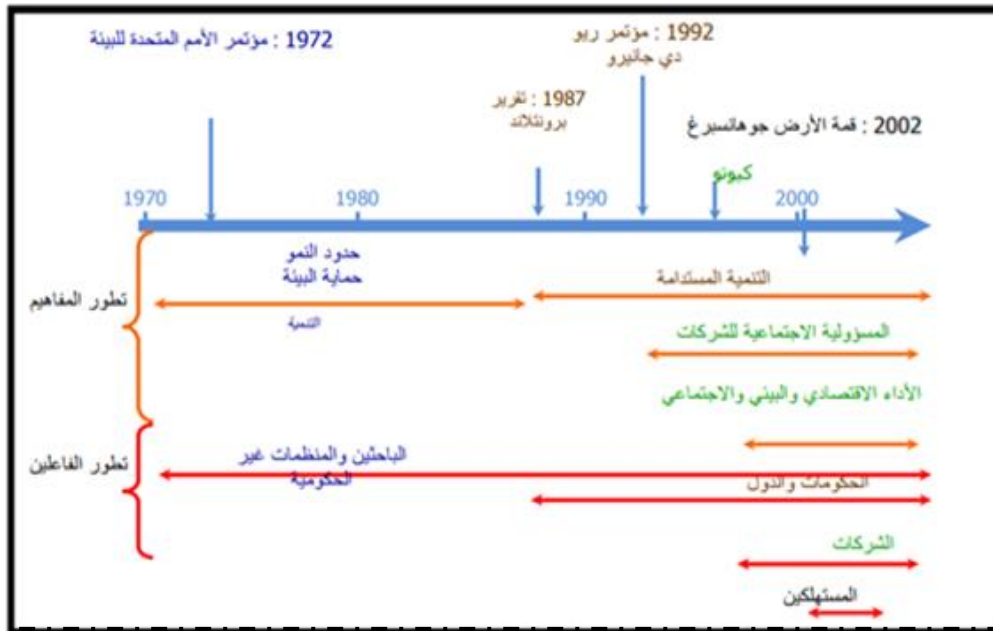 1972 : مؤتمر الأمم المتحدة للبيئة
1992 : مؤتمر ريو
دي جانيرو
1987 : تقرير
برونتلاند
2002 : قمة الأرض جوهانسبرغ
كيوتو
1970
1980
1990
2000
حدود النمو
حماية البيئة
التنمية
تطور المفاهيم
التنمية المستدامة
المسؤولية الاجتماعية للشركات
الأداء الاقتصادي والبيئي والاجتماعي
تطور الفاعلين
الباحثين والمنظمات غير
الحكومية
الحكومات والدول
الشركات
المستهلكين